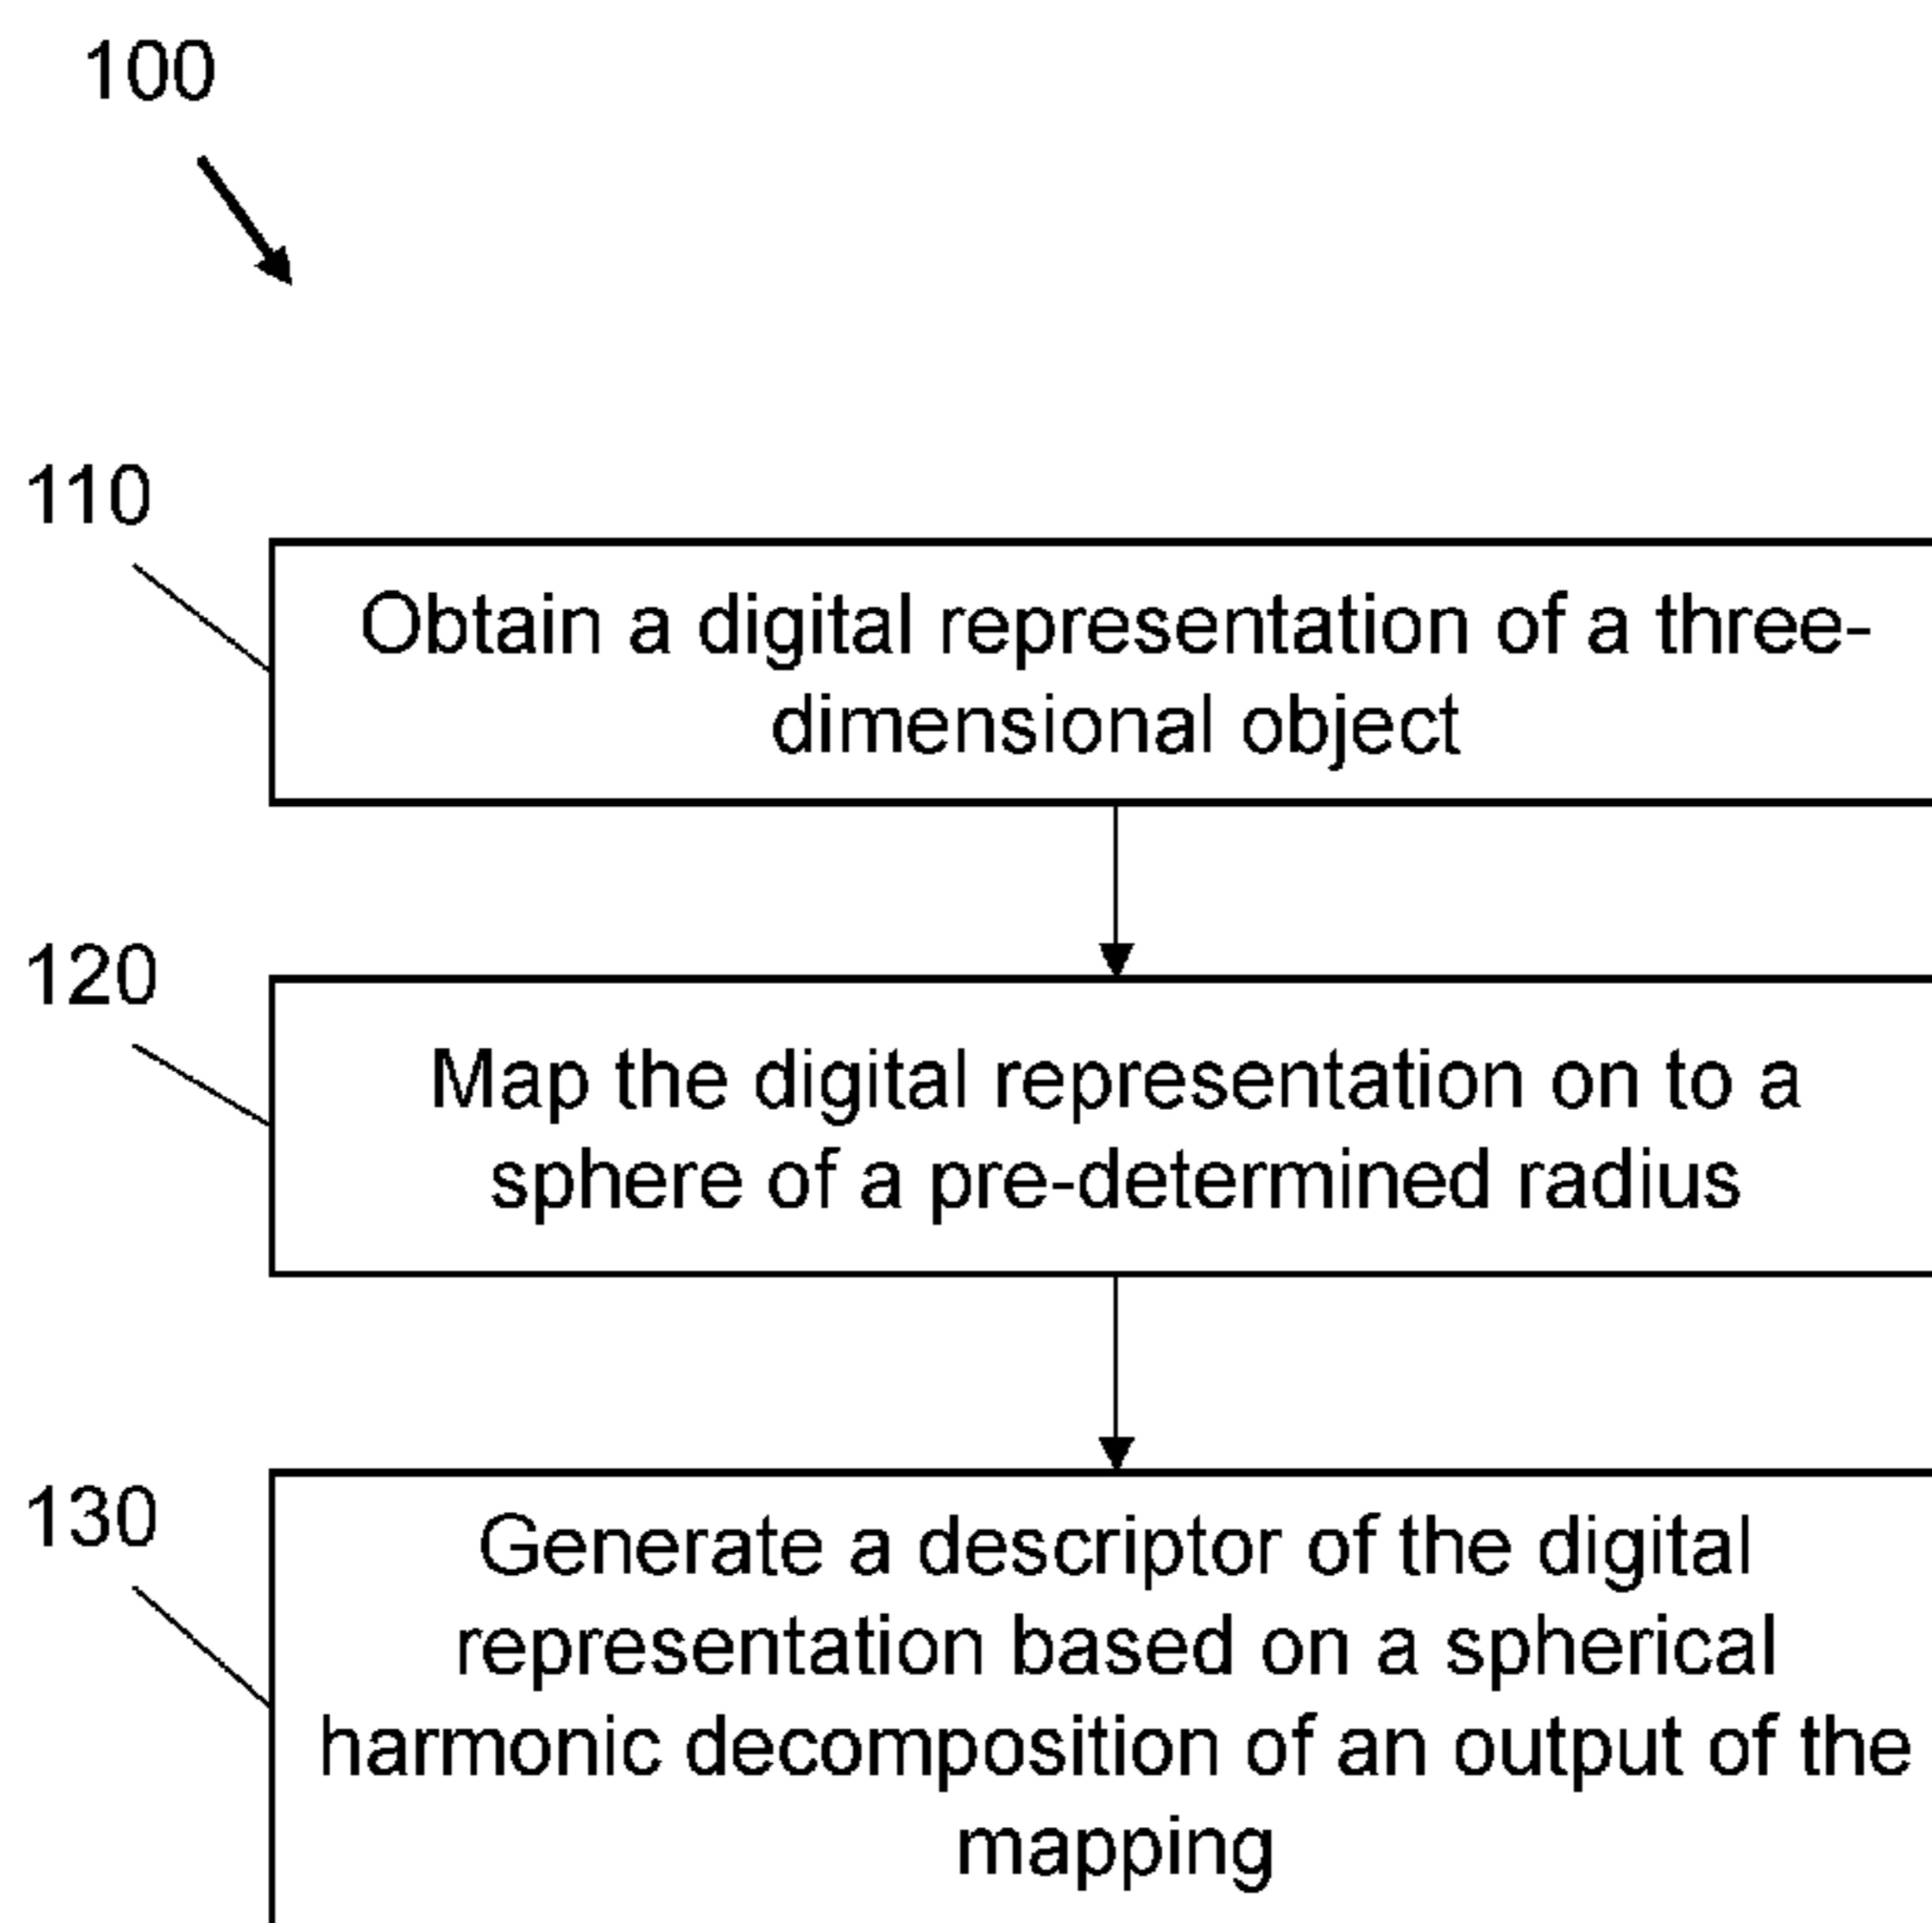 100
110
Obtain a digital representation of a three-
dimensional object
120
Map the digital representation on to a
sphere of a pre-determined radius
130
Generate a descriptor of the digital
representation based on a spherical
harmonic decomposition of an output of the
mapping